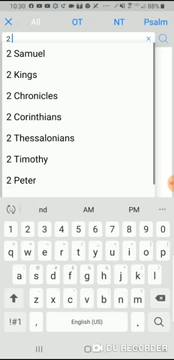 10:30 88%
All OT NT Psalm
2
2 Samuel
2 Kings
2 Chronicles
2 Corinthians
2 Thessalonians
2 Timothy
2 Peter
nd AM PM
1 2 3 4 5 6 7 8 9 0
q w e r t y u i o p
a s d f g h j k l
z x c v b n m
!#1 , English (US) .
DU RECORDER